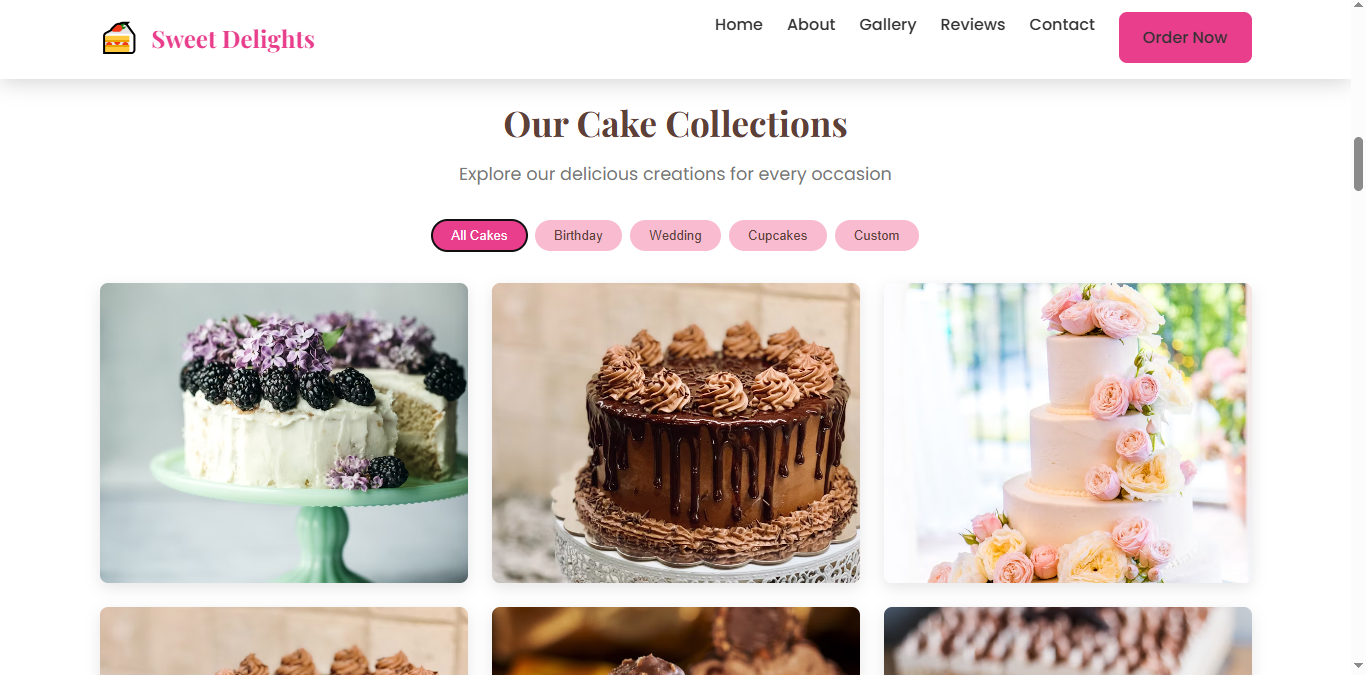 Sweet Delights
Home About Gallery Reviews Contact Order Now
Our Cake Collections
Explore our delicious creations for every occasion
All Cakes Birthday Wedding Cupcakes Custom